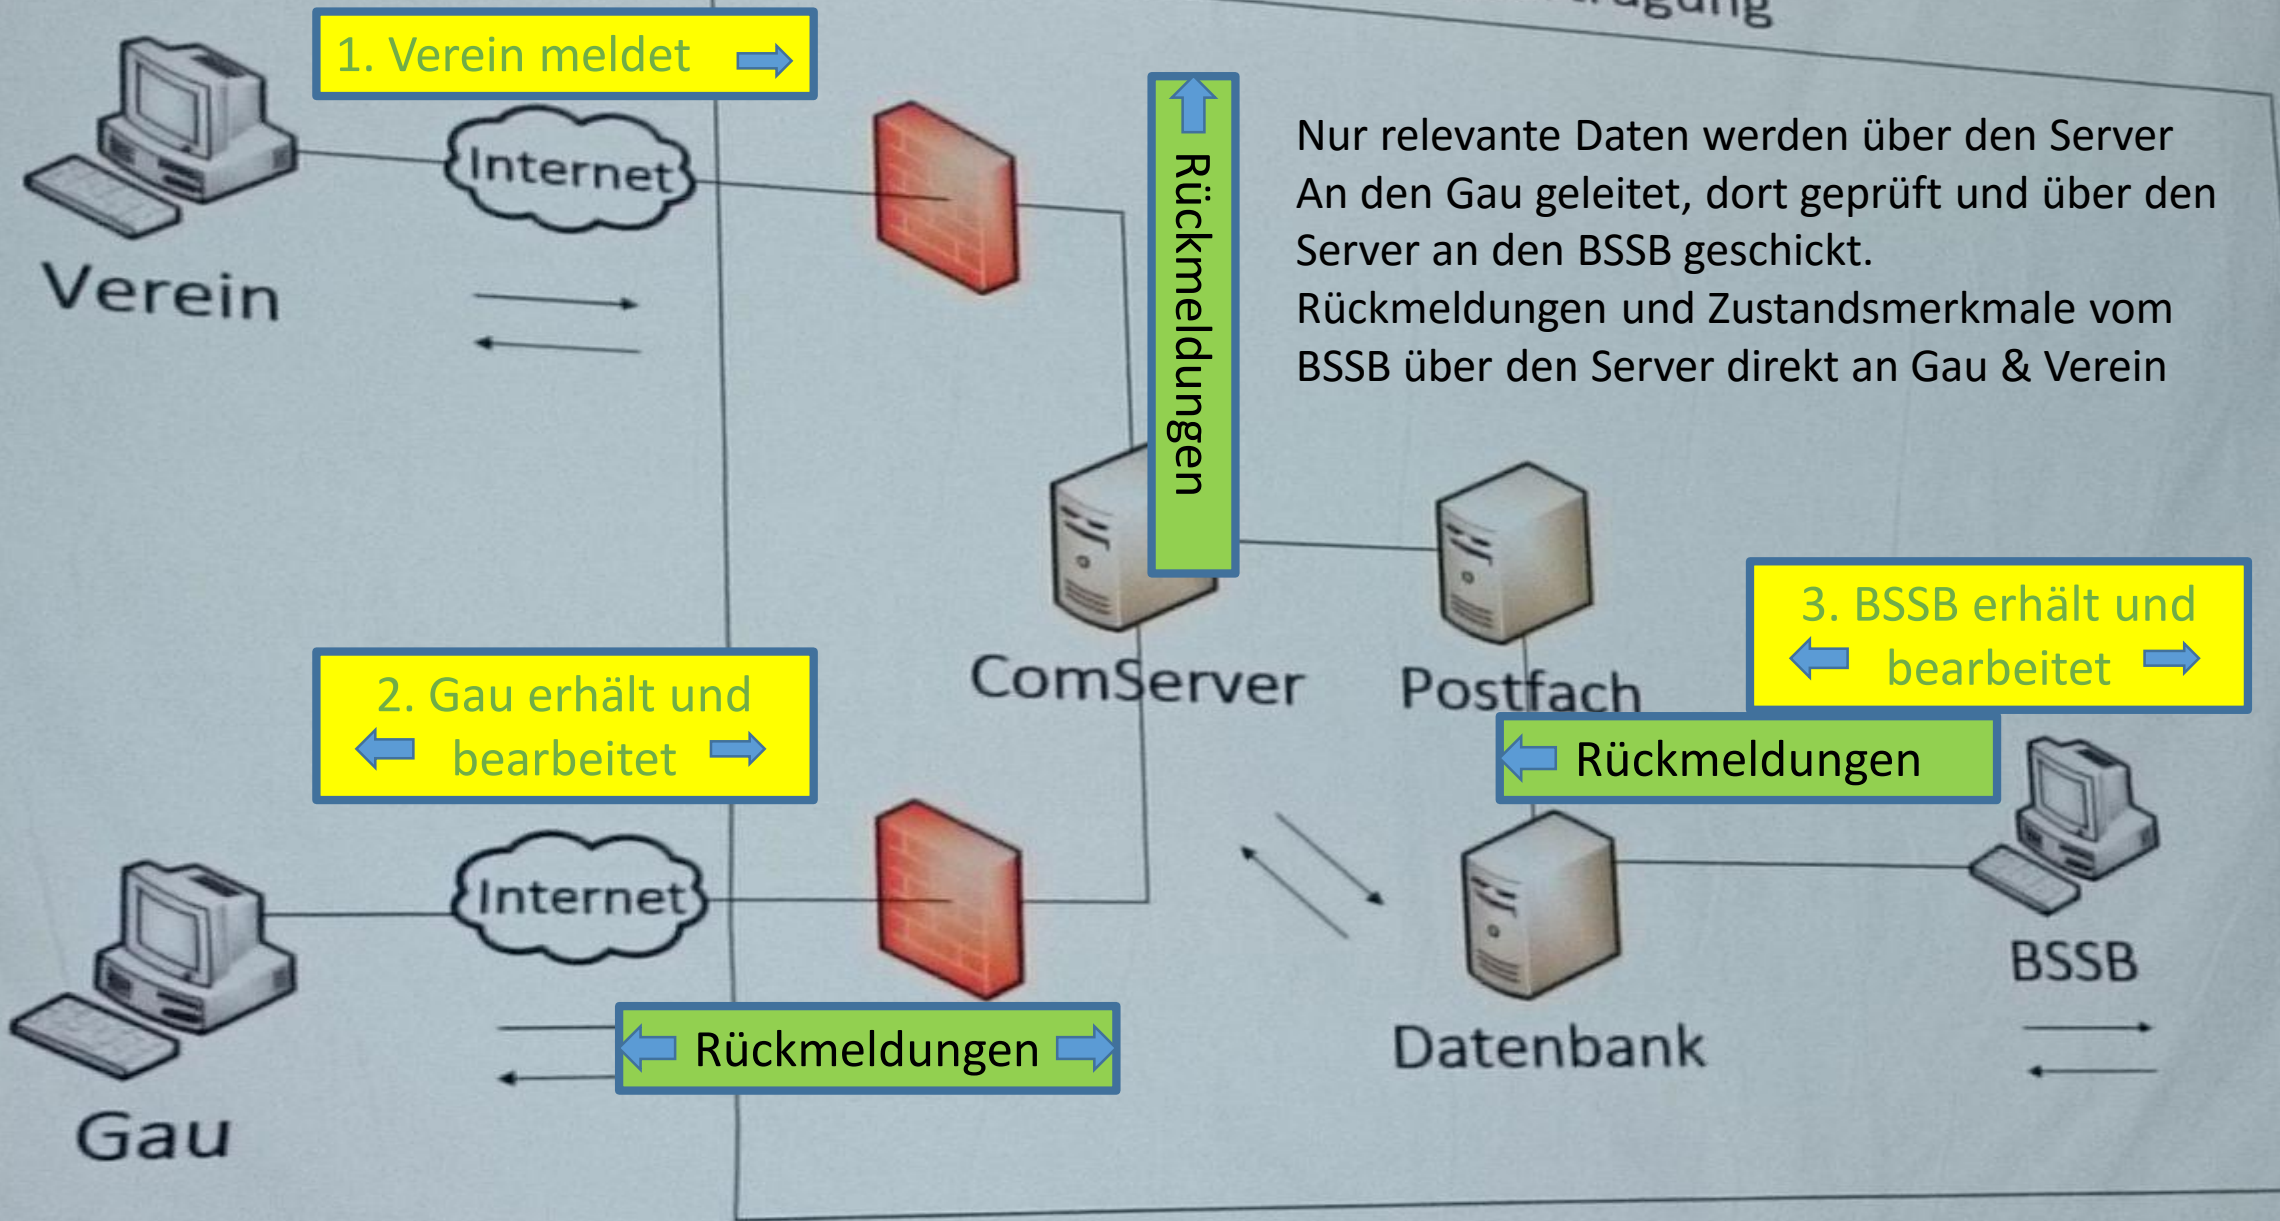 1. Verein meldet
Internet
Verein
Rückmeldungen
Nur relevante Daten werden über den Server
An den Gau geleitet, dort geprüft und über den
Server an den BSSB geschickt.
Rückmeldungen und Zustandsmerkmale vom
BSSB über den Server direkt an Gau & Verein
ComServer
Postfach
3. BSSB erhält und
bearbeitet
2. Gau erhält und
bearbeitet
Rückmeldungen
Internet
BSSB
Rückmeldungen
Datenbank
Gau